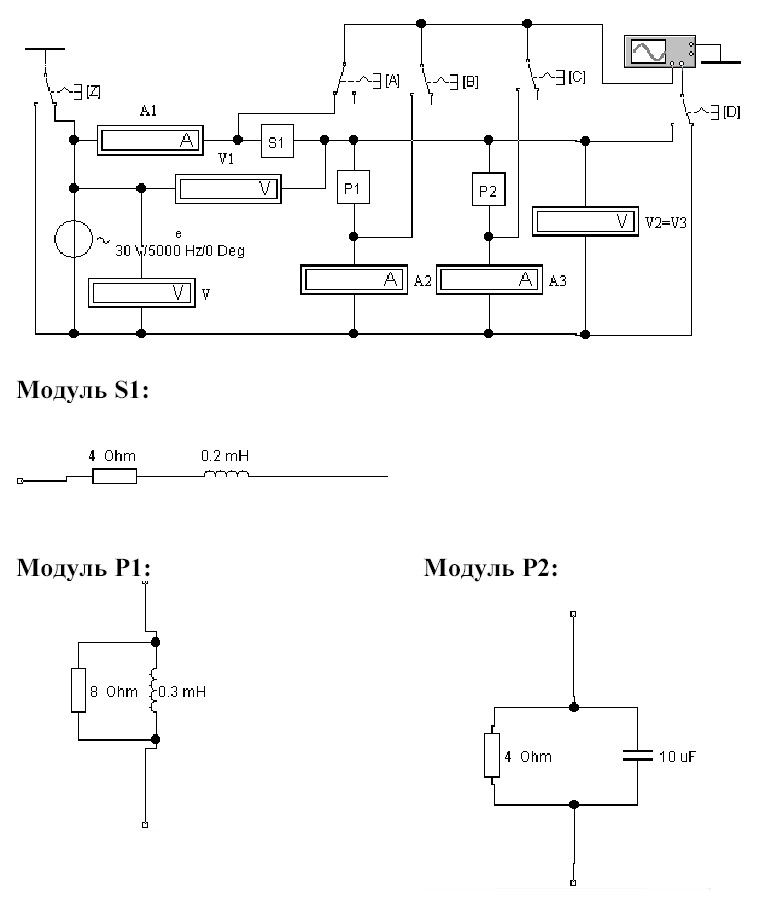 [Z]
[A]
[B]
[C]
[D]
A1
A
S1
V1
V
P1
P2
V
V2=V3
e
30 V/5000 Hz/0 Deg
V
V
A
A2
A
A3
Модуль S1:
4 Ohm
0.2 mH
Модуль P1:
Модуль P2:
8 Ohm
0.3 mH
4 Ohm
10 uF